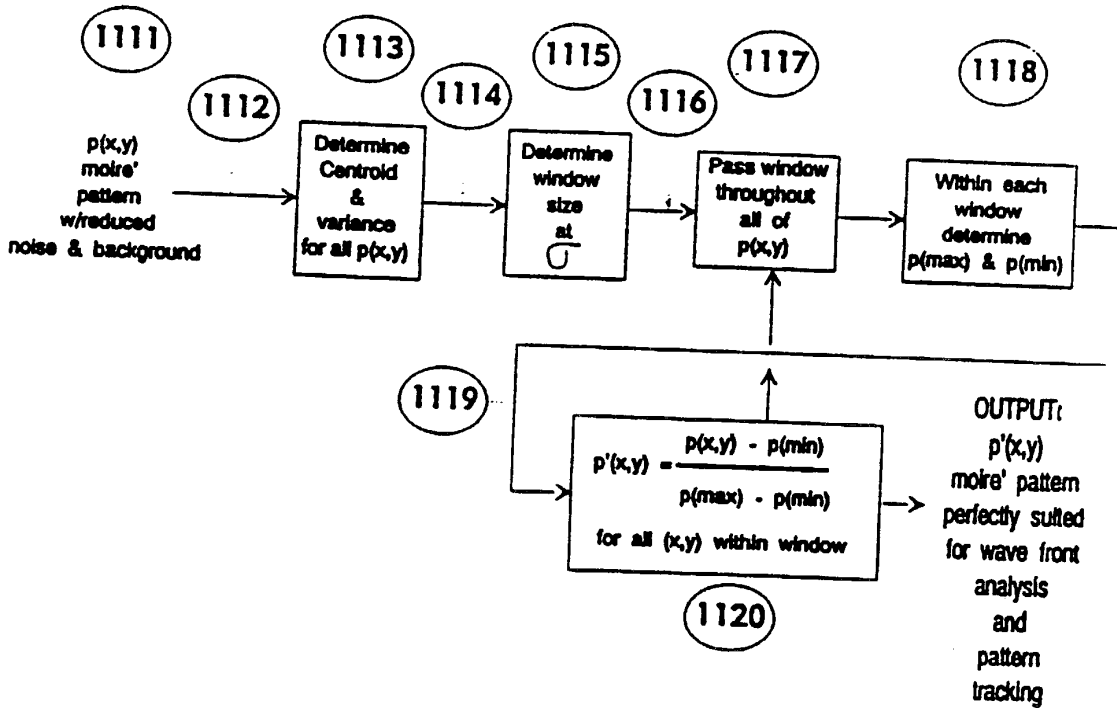 1111
1112
1113
1114
1115
1116
1117
1118
p(x,y)
moire'
pattern
w/reduced
noise & background
Determine
Centroid
&
variance
for all p(x,y)
Determine
window
size
at
σ
Pass window
throughout
all of
p(x,y)
Within each
window
determine
p(max) & p(min)
1119
p'(x,y) = p(x,y) - p(min)
p(max) - p(min)
for all (x,y) within window
1120
OUTPUT:
p'(x,y)
moire' pattern
perfectly suited
for wave front
analysis
and
pattern
tracking